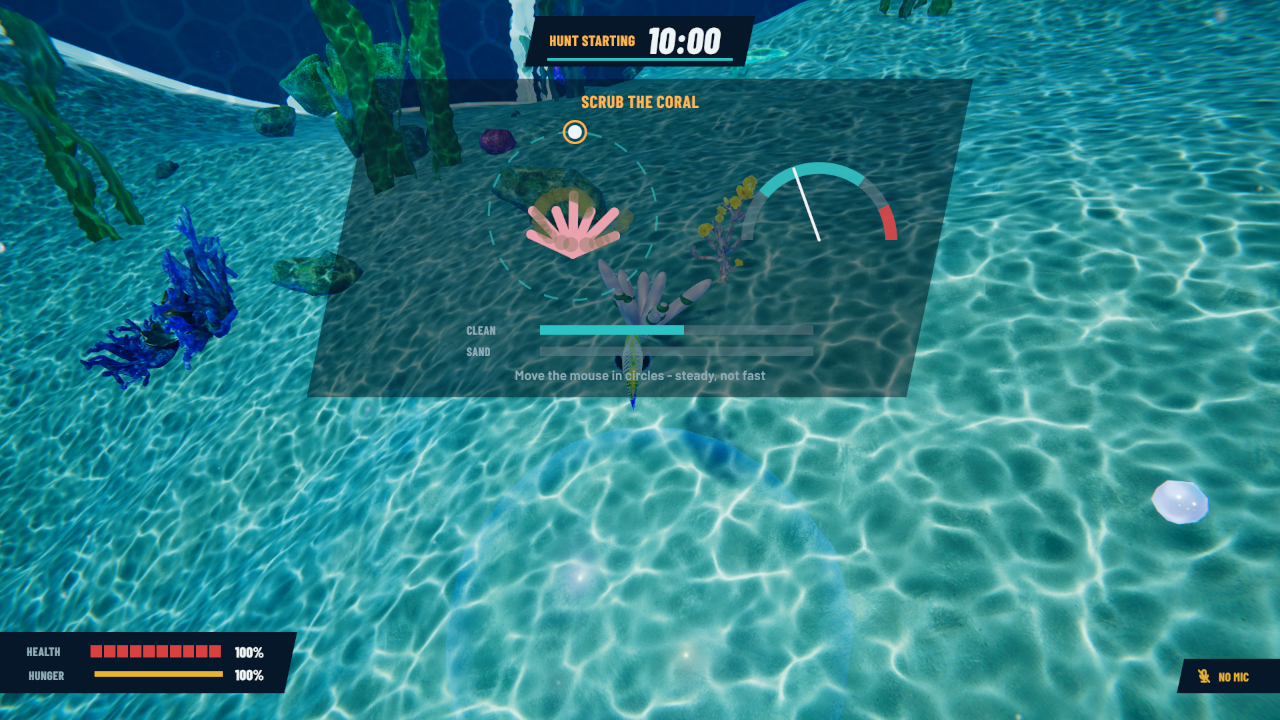 HUNT STARTING 10:00
SCRUB THE CORAL
CLEAN
SAND
Move the mouse in circles - steady, not fast
HEALTH 100%
HUNGER 100%
NO MIC